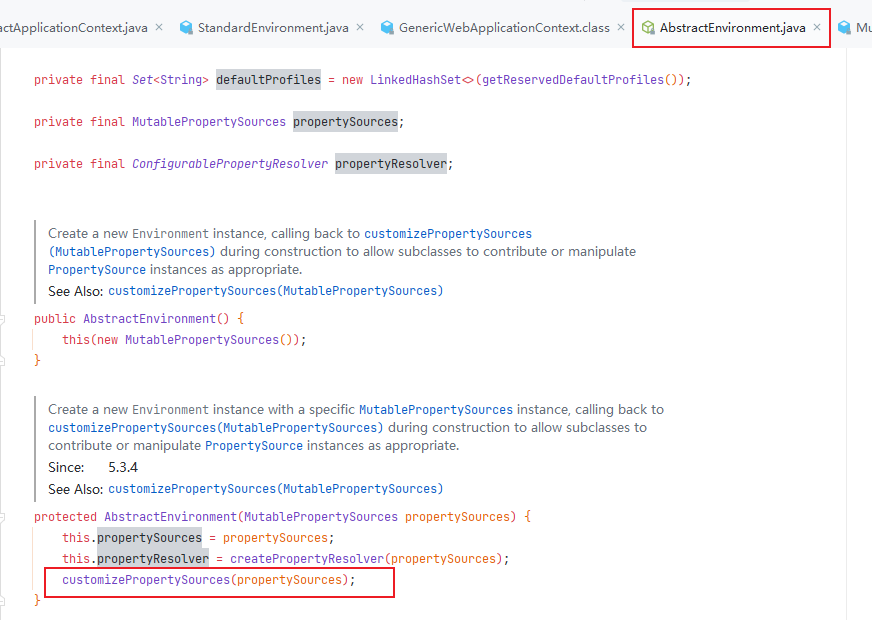 actApplicationContext.java × StandardEnvironment.java × GenericWebApplicationContext.class × AbstractEnvironment.java × Mu
private final Set<String> defaultProfiles = new LinkedHashSet<>(getReservedDefaultProfiles());
private final MutablePropertySources propertySources;
private final ConfigurablePropertyResolver propertyResolver;
Create a new Environment instance, calling back to customizePropertySources
(MutablePropertySources) during construction to allow subclasses to contribute or manipulate
PropertySource instances as appropriate.
See Also: customizePropertySources(MutablePropertySources)
public AbstractEnvironment() {
this(new MutablePropertySources());
}
Create a new Environment instance with a specific MutablePropertySources instance, calling back to
customizePropertySources(MutablePropertySources) during construction to allow subclasses to
contribute or manipulate PropertySource instances as appropriate.
Since: 5.3.4
See Also: customizePropertySources(MutablePropertySources)
protected AbstractEnvironment(MutablePropertySources propertySources) {
this.propertySources = propertySources;
this.propertyResolver = createPropertyResolver(propertySources);
customizePropertySources(propertySources);
}